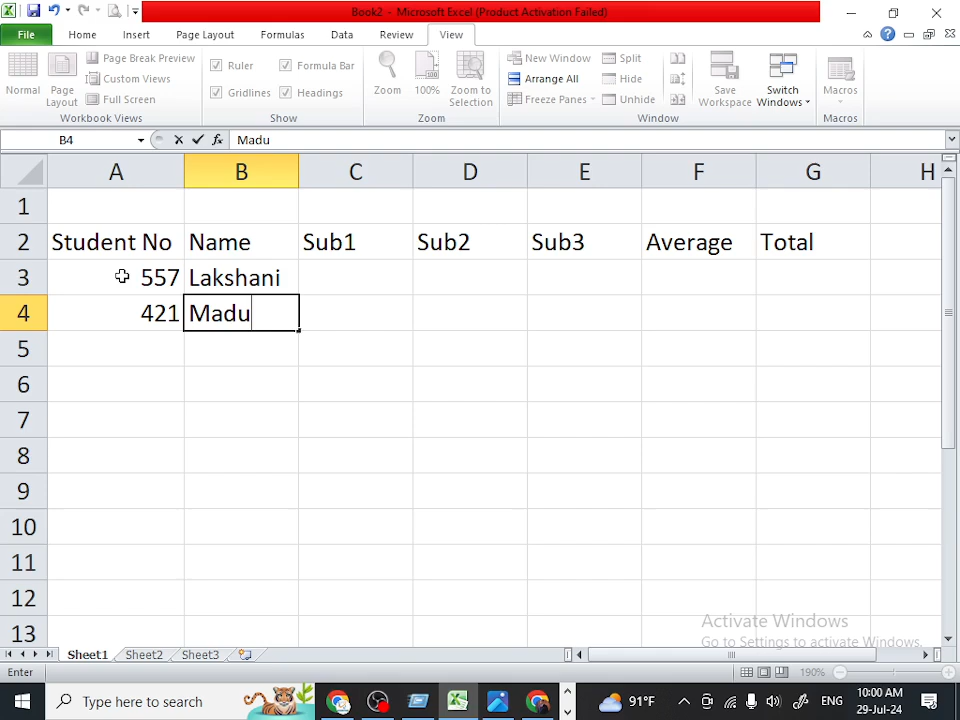 Book2 - Microsoft Excel (Product Activation Failed)
File Home Insert Page Layout Formulas Data Review View
Normal
Page Layout
Page Break Preview
Custom Views
Full Screen
Workbook Views
Ruler
Formula Bar
Gridlines
Headings
Show
Zoom
100%
Zoom to Selection
Zoom
New Window
Arrange All
Freeze Panes
Split
Hide
Unhide
Save Workspace
Switch Windows
Window
Macros
Macros
B4 fx Madu
A B C D E F G H
1
2 Student No Name Sub1 Sub2 Sub3 Average Total
3 557 Lakshani
4 421 Madu
5
6
7
8
9
10
11
12
13
Activate Windows
Go to Settings to activate Windows.
Sheet1 Sheet2 Sheet3
Enter 190%
Type here to search
91°F
ENG
10:00 AM
29-Jul-24